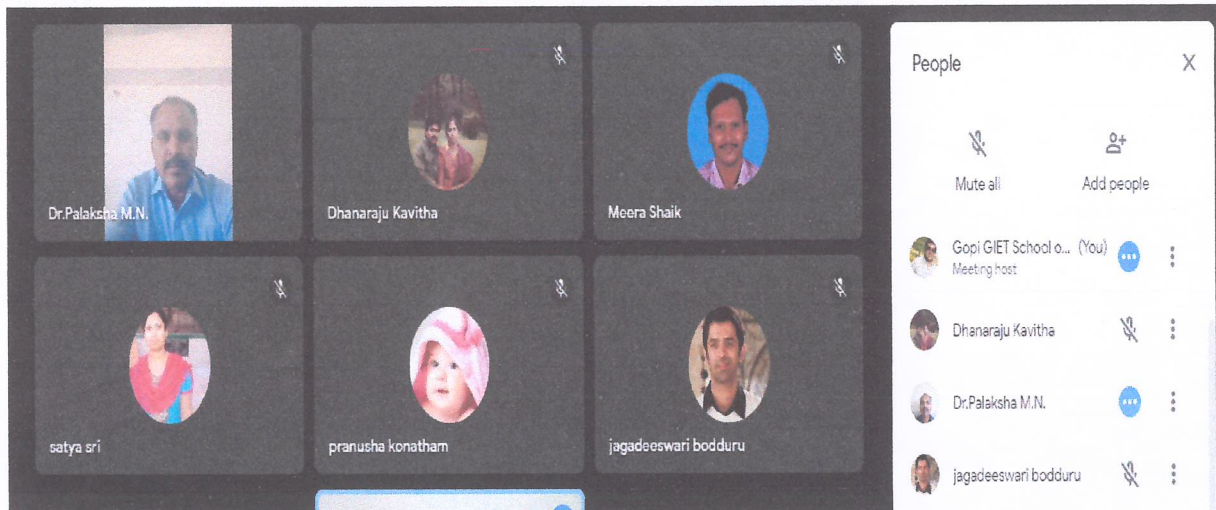 Dr.Palaksha M.N.
Dhanaraju Kavitha
Meera Shaik
satya sri
pranusha konatham
jagadeeswari bodduru
People
X
Mute all
Add people
Gopi GIET School o... (You)
Meeting host
Dhanaraju Kavitha
Dr.Palaksha M.N.
jagadeeswari bodduru